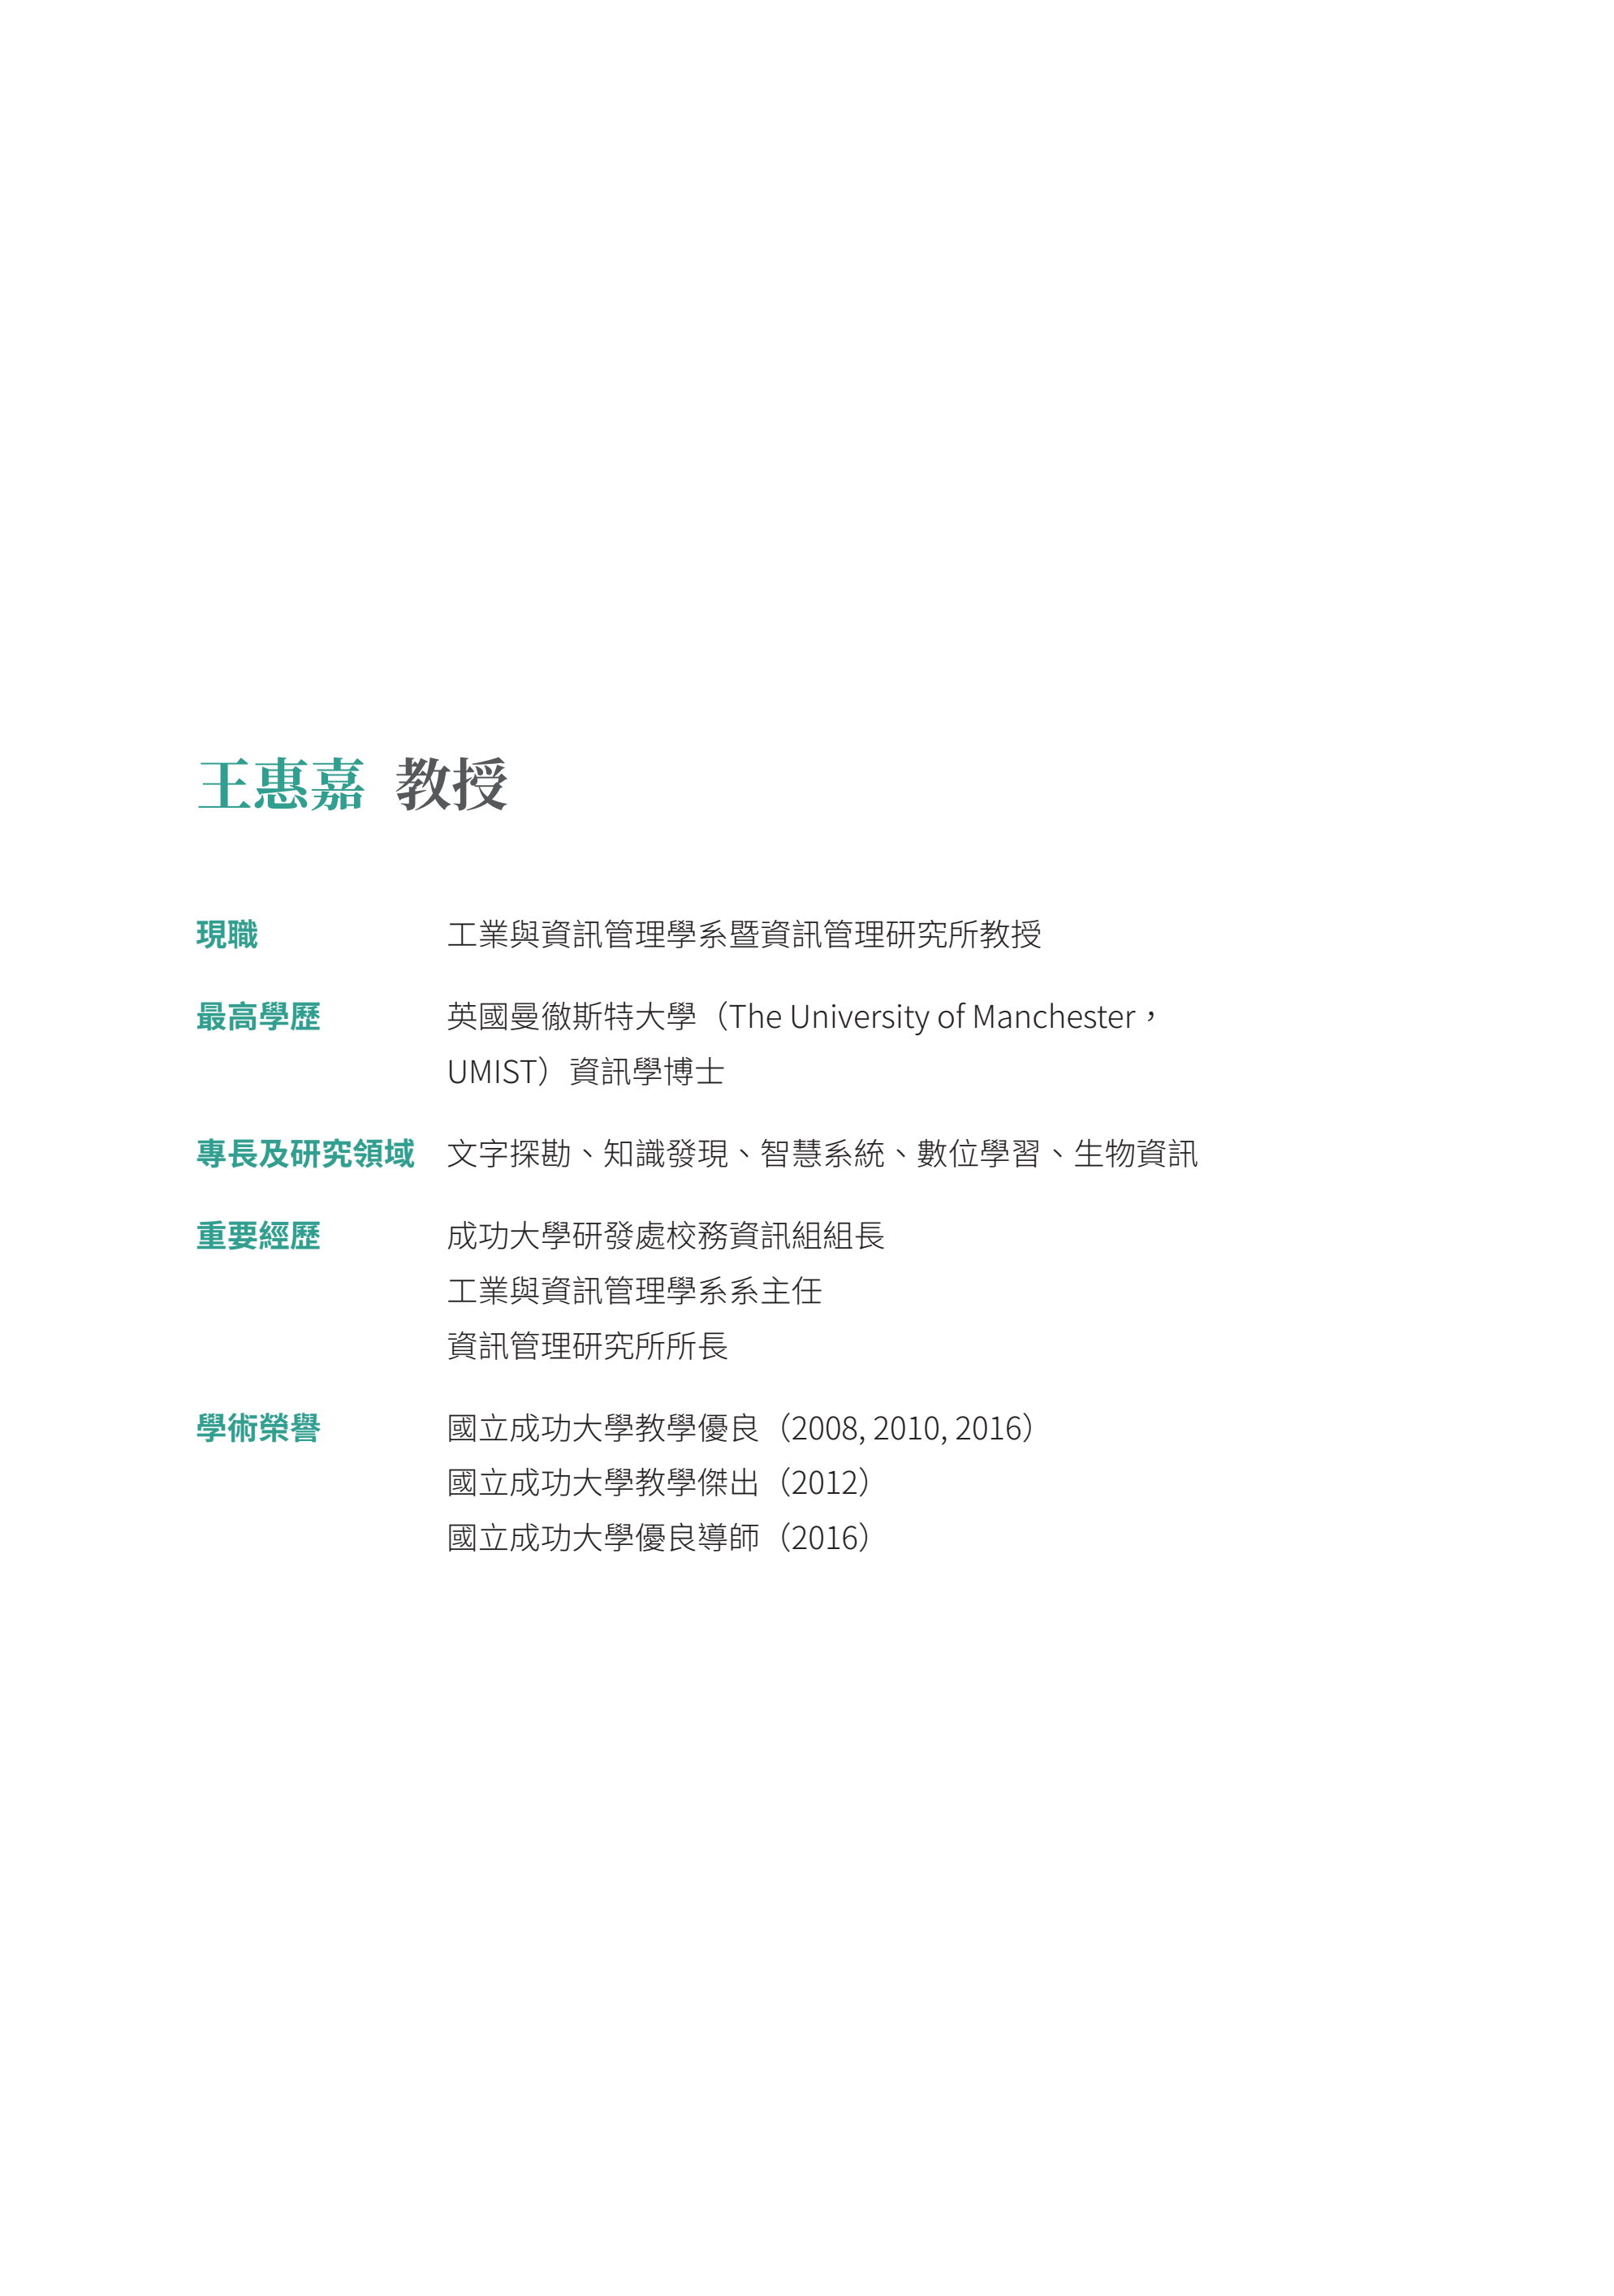 王惠嘉 教授
現職 工業與資訊管理學系暨資訊管理研究所教授
最高學歷 英國曼徹斯特大學（The University of Manchester，
UMIST）資訊學博士
專長及研究領域 文字探勘、知識發現、智慧系統、數位學習、生物資訊
重要經歷 成功大學研發處校務資訊組組長
工業與資訊管理學系系主任
資訊管理研究所所長
學術榮譽 國立成功大學教學優良（2008, 2010, 2016）
國立成功大學教學傑出（2012）
國立成功大學優良導師（2016）